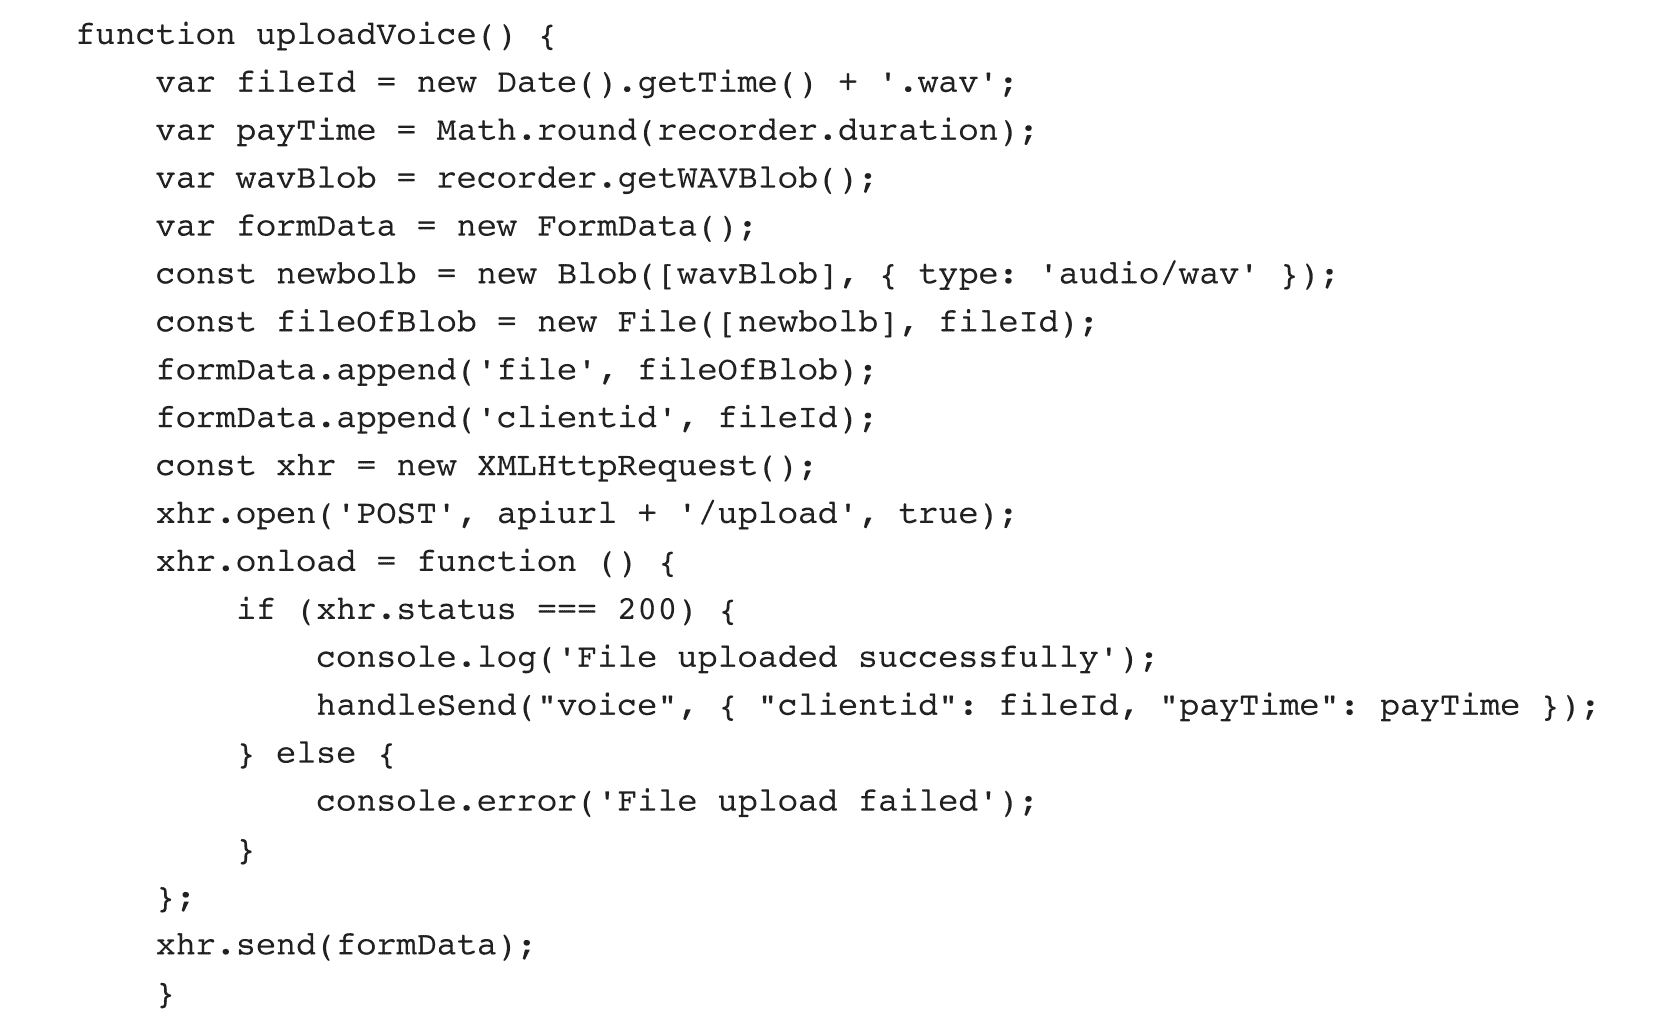 function uploadVoice() {
    var fileId = new Date().getTime() + '.wav';
    var payTime = Math.round(recorder.duration);
    var wavBlob = recorder.getWAVBlob();
    var formData = new FormData();
    const newbolb = new Blob([wavBlob], { type: 'audio/wav' });
    const fileOfBlob = new File([newbolb], fileId);
    formData.append('file', fileOfBlob);
    formData.append('clientid', fileId);
    const xhr = new XMLHttpRequest();
    xhr.open('POST', apiurl + '/upload', true);
    xhr.onload = function () {
        if (xhr.status === 200) {
            console.log('File uploaded successfully');
            handleSend("voice", { "clientid": fileId, "payTime": payTime });
        } else {
            console.error('File upload failed');
        }
    };
    xhr.send(formData);
    }